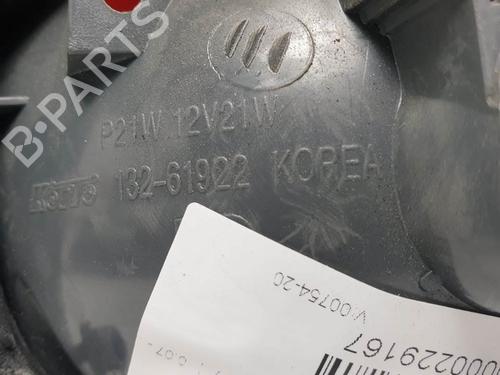 B-PARTS
P21W 12V21W
132-61922 KOREA
V.00754-20
000229167